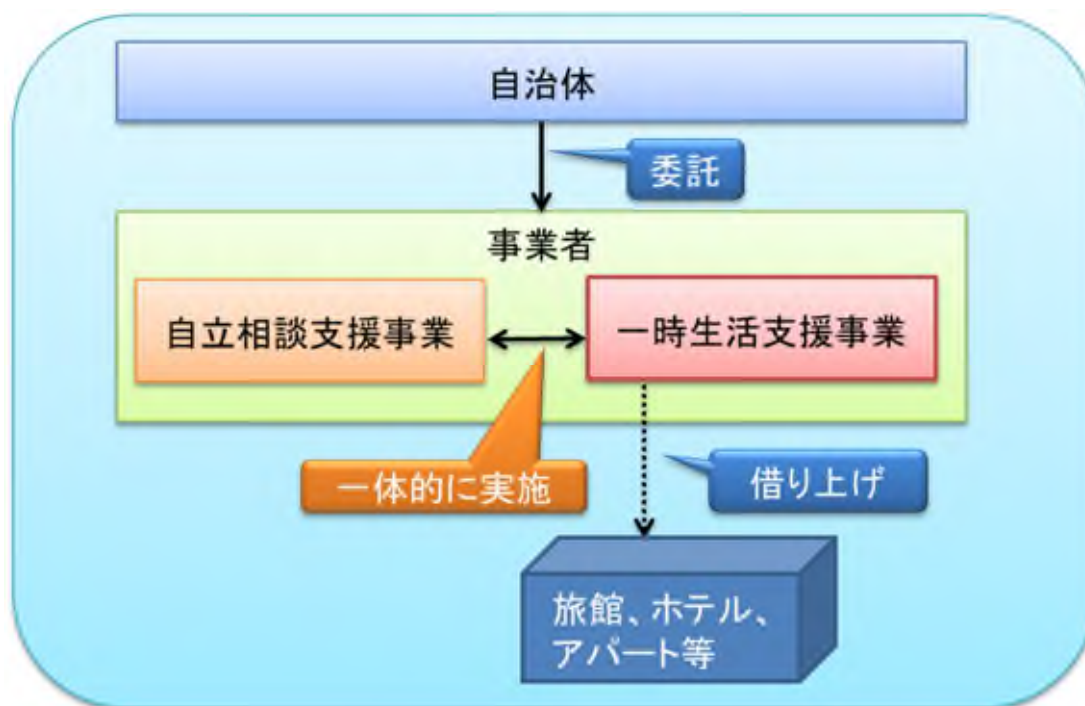 自治体
委託
事業者
自立相談支援事業
一時生活支援事業
一体的に実施
借り上げ
旅館、ホテル、
アパート等